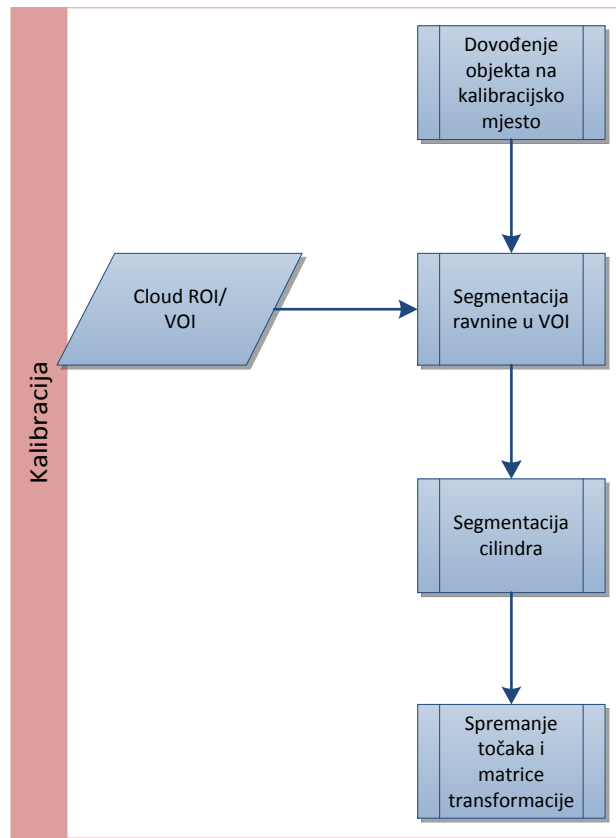 Kalibracija
Dovođenje
objekta na
kalibracijsko
mjesto
Cloud ROI/
VOI
Segmentacija
ravnine u VOI
Segmentacija
cilindra
Spremanje
točaka i
matrice
transformacije